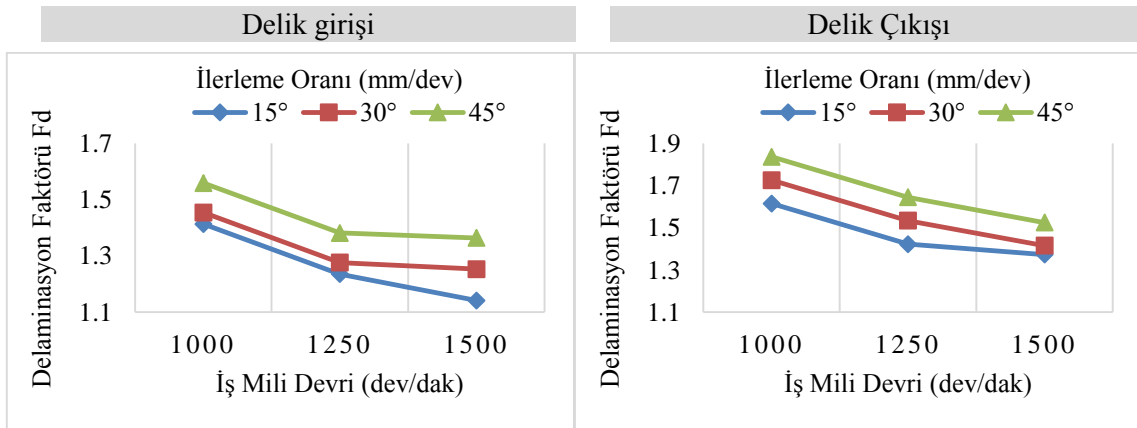 Delik girişi
İlerleme Oranı (mm/dev)
15° 30° 45°
Delaminasyon Faktörü Fd
1.7
1.5
1.3
1.1
1000 1250 1500
İş Mili Devri (dev/dak)
Delik Çıkışı
İlerleme Oranı (mm/dev)
15° 30° 45°
Delaminasyon Faktörü Fd
1.9
1.7
1.5
1.3
1.1
1000 1250 1500
İş Mili Devri (dev/dak)